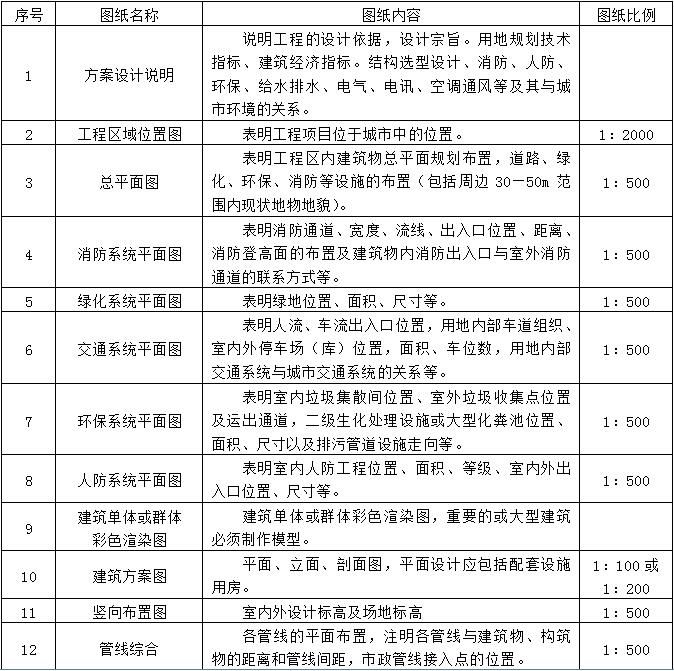 序号 图纸名称 图纸内容 图纸比例
1 方案设计说明 说明工程的设计依据，设计宗旨。用地规划技术
指标、建筑经济指标。结构选型设计、消防、人防、
环保、给水排水、电气、电讯、空调通风等及其与城
市环境的关系。
2 工程区域位置图 表明工程项目位于城市中的位置。 1：2000
3 总平面图 表明工程区内建筑物总平面规划布置，道路、绿
化、环保、消防等设施的布置（包括周边30—50m 范
围内现状地物地貌）。 1：500
4 消防系统平面图 表明消防通道、宽度、流线、出入口位置、距离、
消防登高面的布置及建筑物内消防出入口与室外消防
通道的联系方式等。 1：500
5 绿化系统平面图 表明绿地位置、面积、尺寸等。 1：500
6 交通系统平面图 表明人流、车流出入口位置，用地内部车道组织、
室内外停车场（库）位置，面积、车位数，用地内部
交通系统与城市交通系统的关系等。 1：500
7 环保系统平面图 表明室内垃圾集散间位置、室外垃圾收集点位置
及运出通道，二级生化处理设施或大型化粪池位置、
面积、尺寸以及排污管道设施走向等。 1：500
8 人防系统平面图 表明室内人防工程位置、面积、等级、室内外出
入口位置、尺寸等。 1：500
9 建筑单体或群体
彩色渲染图 建筑单体或群体彩色渲染图，重要的或大型建筑
必须制作模型。
10 建筑方案图 平面、立面、剖面图，平面设计应包括配套设施
用房。 1：100 或
1：200
11 竖向布置图 室内外设计标高及场地标高 1：500
12 管线综合 各管线的平面布置，注明各管线与建筑物、构筑
物的距离和管线间距，市政管线接入点的位置。 1：500